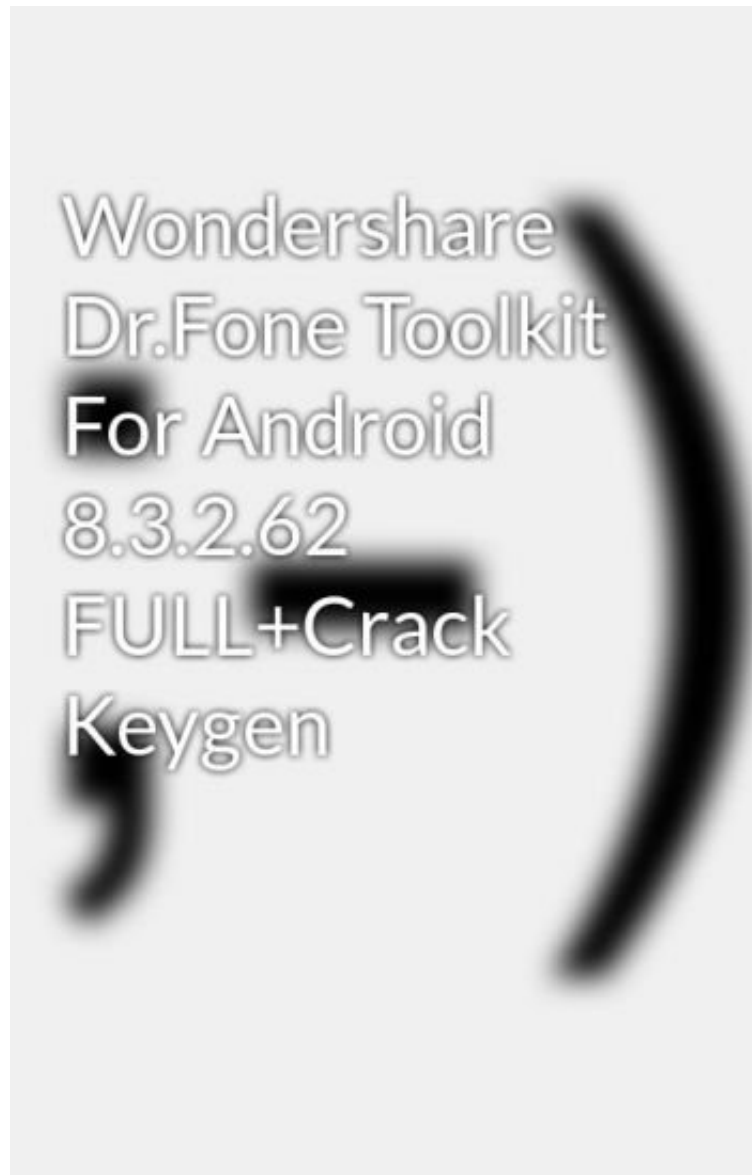 Wondershare
Dr.Fone Toolkit
For Android
8.3.2.62
FULL+Crack
Keygen
;-)